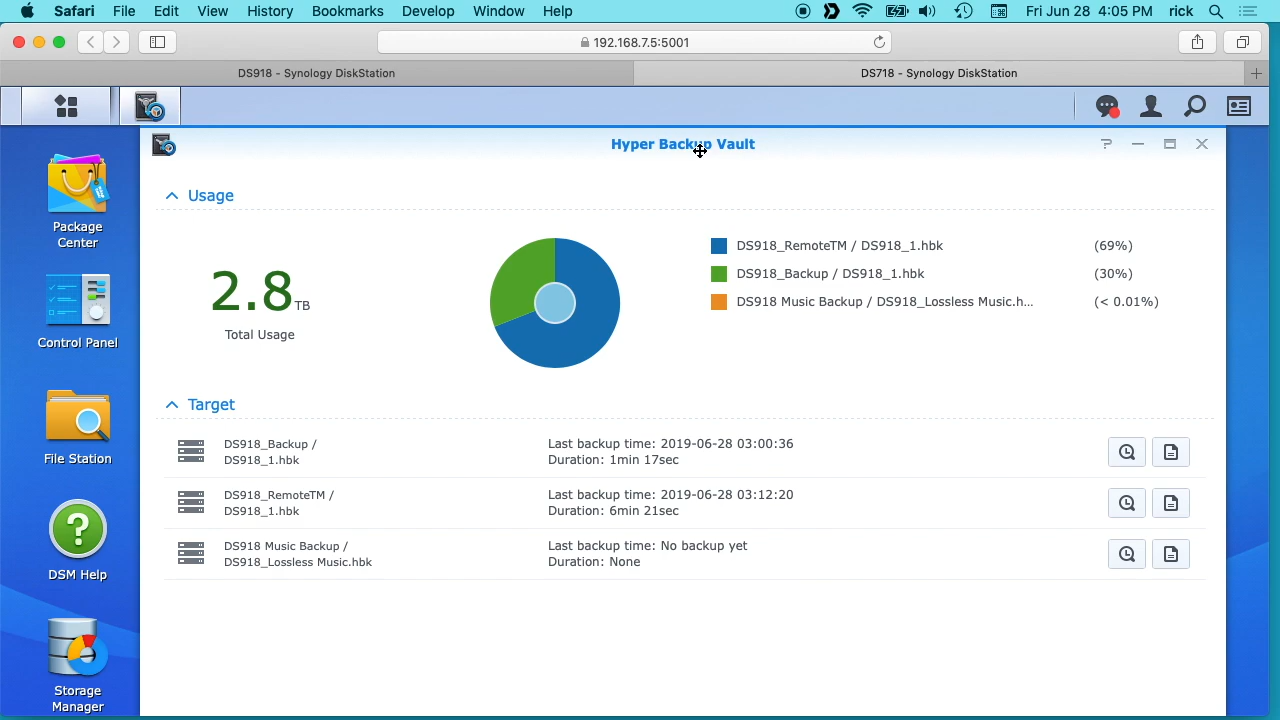 Safari File Edit View History Bookmarks Develop Window Help Fri Jun 28 4:05 PM rick
192.168.7.5:5001
DS918 - Synology DiskStation DS718 - Synology DiskStation
Hyper Backup Vault
Package
Center
Control Panel
File Station
DSM Help
Storage
Manager
Usage
2.8 TB
Total Usage
DS918_RemoteTM / DS918_1.hbk (69%)
DS918_Backup / DS918_1.hbk (30%)
DS918 Music Backup / DS918_Lossless Music.h... (< 0.01%)
Target
DS918_Backup / Last backup time: 2019-06-28 03:00:36
DS918_1.hbk Duration: 1min 17sec
DS918_RemoteTM / Last backup time: 2019-06-28 03:12:20
DS918_1.hbk Duration: 6min 21sec
DS918 Music Backup / Last backup time: No backup yet
DS918_Lossless Music.hbk Duration: None